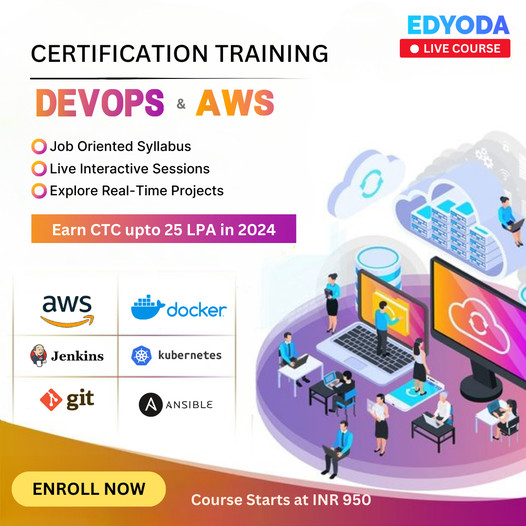 EDYODA
LIVE COURSE
CERTIFICATION TRAINING
DEVOPS & AWS
Job Oriented Syllabus
Live Interactive Sessions
Explore Real-Time Projects
Earn CTC upto 25 LPA in 2024
aws
docker
Jenkins
kubernetes
git
ANSIBLE
ENROLL NOW
Course Starts at INR 950